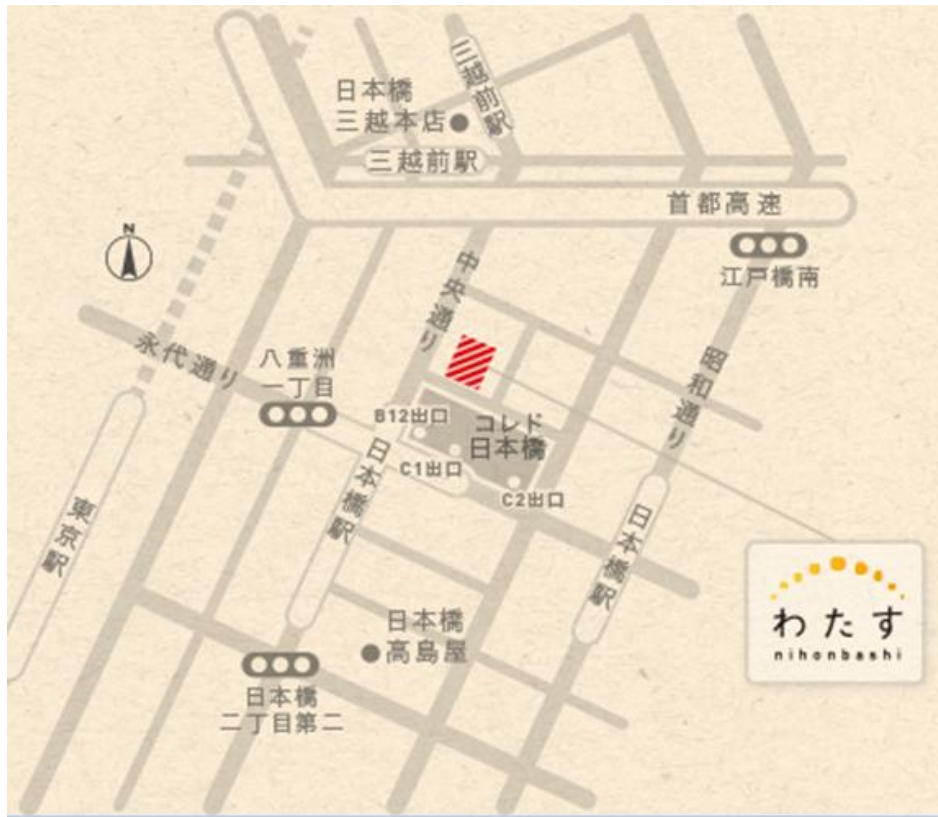 日本橋
三越本店
三越前駅
三越前駅
首都高速
N
江戸橋南
中央通り
永代通り
八重洲
一丁目
昭和通り
B12出口
コレド
日本橋
C1出口
日本橋駅
C2出口
東京駅
日本橋駅
わたす
nihonbashi
日本橋
高島屋
日本橋
二丁目第二